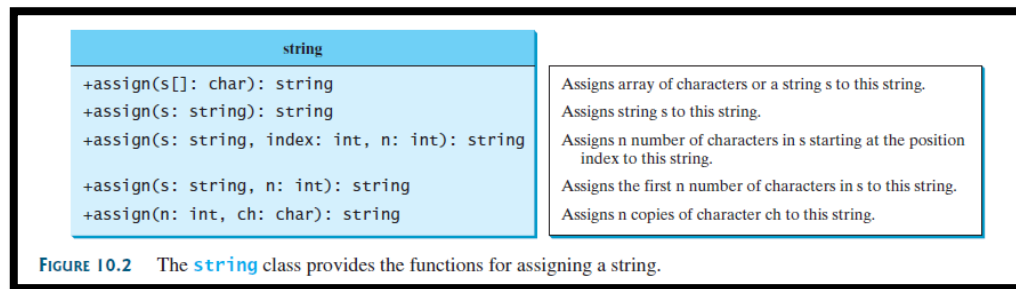 string
+assign(s[]: char): string
Assigns array of characters or a string s to this string.
+assign(s: string): string
Assigns string s to this string.
+assign(s: string, index: int, n: int): string
Assigns n number of characters in s starting at the position
index to this string.
+assign(s: string, n: int): string
Assigns the first n number of characters in s to this string.
+assign(n: int, ch: char): string
Assigns n copies of character ch to this string.
FIGURE 10.2 The string class provides the functions for assigning a string.